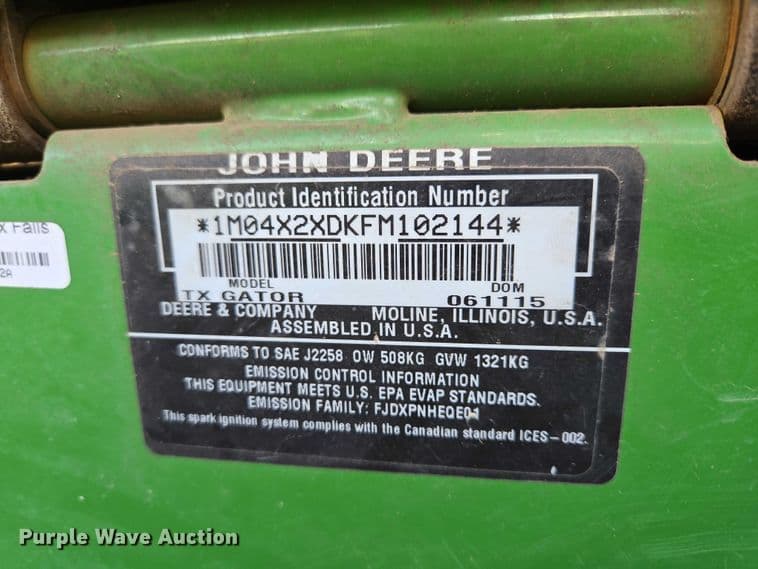 JOHN DEERE
Product Identification Number
*1M04X2XDKFM102144*
MODEL DOM
TX GATOR 061115
DEERE & COMPANY MOLINE, ILLINOIS, U.S.A.
ASSEMBLED IN U.S.A.
CONFORMS TO SAE J2258 OW 508KG GVW 1321KG
EMISSION CONTROL INFORMATION
THIS EQUIPMENT MEETS U.S. EPA EVAP STANDARDS.
EMISSION FAMILY: FJDXPNHEQE01
This spark ignition system complies with the Canadian standard ICES-002.
x Falls
2A
Purple Wave Auction